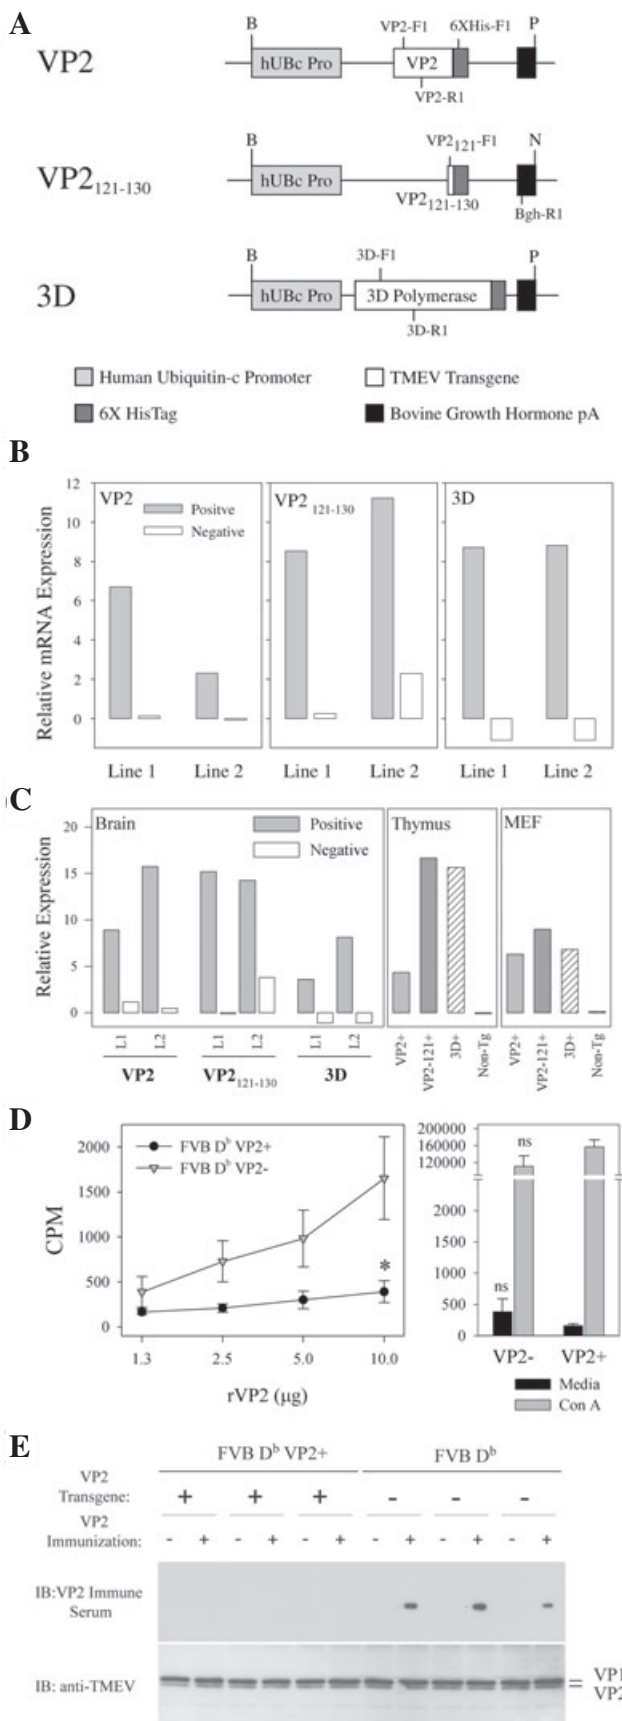 A
B
VP2-F1
6XHis-F1
P
VP2
hUBc Pro
VP2
VP2-R1
B
VP2121-F1
N
VP2121-130
hUBc Pro
VP2121-130
Bgh-R1
B
3D-F1
P
3D
hUBc Pro
3D Polymerase
3D-R1
Human Ubiquitin-c Promoter
TMEV Transgene
6X HisTag
Bovine Growth Hormone pA
B
Relative mRNA Expression
12
10
8
6
4
2
0
VP2
Positve
Negative
VP2 121-130
3D
Line 1 Line 2 Line 1 Line 2 Line 1 Line 2
C
Relative Expression
20
15
10
5
0
Brain
Positive
Negative
Thymus
MEF
L1 L2 L1 L2 L1 L2
VP2+ VP2-121+ 3D+ Non-Tg
VP2+ VP2-121+ 3D+ Non-Tg
VP2 VP2121-130 3D
D
CPM
2000
1500
1000
500
0
FVB Db VP2+
FVB Db VP2-
*
1.3 2.5 5.0 10.0
rVP2 (μg)
200000
160000
120000
2000
1500
1000
500
0
ns
ns
VP2- VP2+
Media
Con A
E
FVB Db VP2+ FVB Db
VP2
Transgene: + + + - - -
VP2
Immunization: - + - + - + - + - + - +
IB:VP2 Immune
Serum
IB: anti-TMEV
VP1
VP2